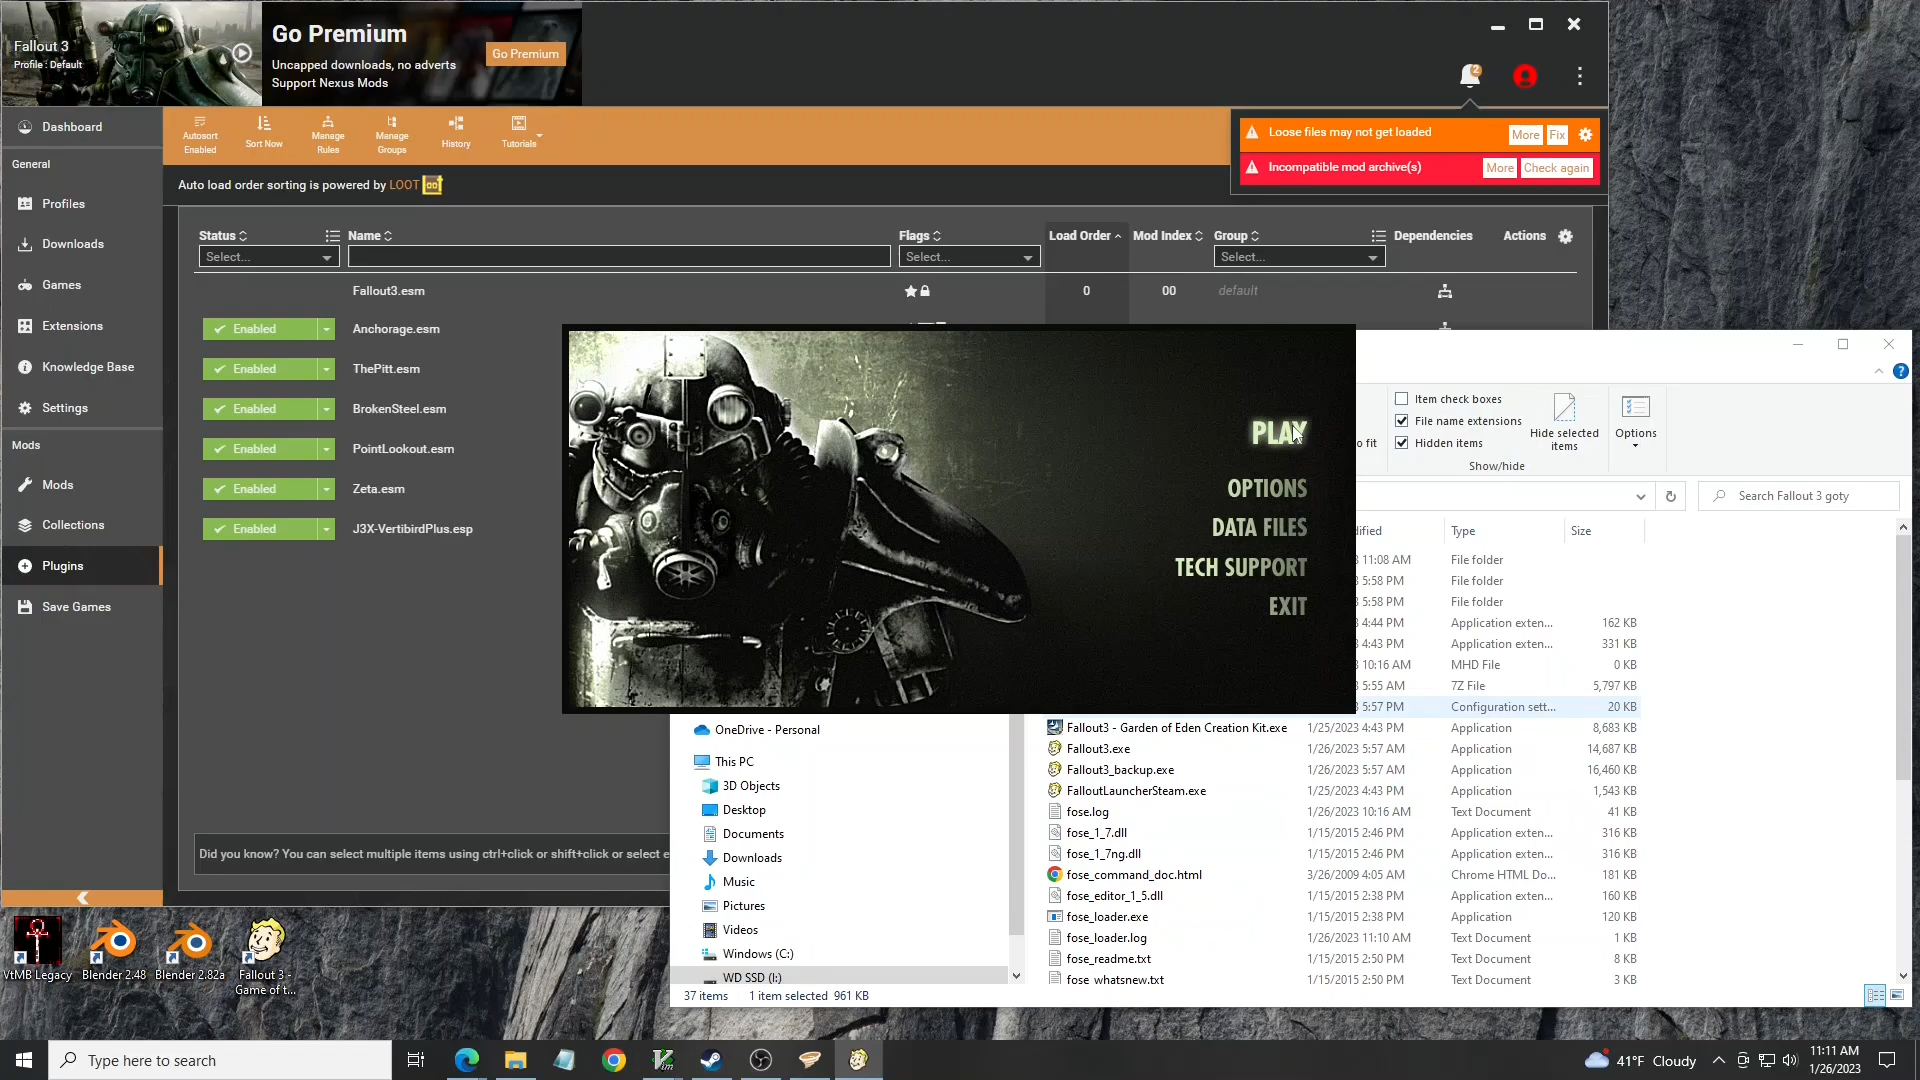 Fallout 3
Profile : Default
Go Premium
Uncapped downloads, no adverts
Support Nexus Mods
Go Premium
2
Dashboard
General
Profiles
Downloads
Games
Extensions
Knowledge Base
Settings
Mods
Mods
Collections
Plugins
Save Games
Autosort
Enabled
Sort Now
Manage
Rules
Manage
Groups
History
Tutorials
Loose files may not get loaded
More
Fix
Incompatible mod archive(s)
More
Check again
Auto load order sorting is powered by LOOT
Status
Name
Flags
Load Order
Mod Index
Group
Dependencies
Actions
Select...
Select...
Select...
Fallout3.esm
0
00
default
Enabled
Anchorage.esm
Enabled
ThePitt.esm
Enabled
BrokenSteel.esm
Enabled
PointLookout.esm
Enabled
Zeta.esm
Enabled
J3X-VertibirdPlus.esp
Did you know? You can select multiple items using ctrl+click or shift+click or select e
PLAY
OPTIONS
DATA FILES
TECH SUPPORT
EXIT
Item check boxes
File name extensions
Hidden items
o fit
Hide selected
items
Options
Show/hide
Search Fallout 3 goty
dified
Type
Size
3 11:08 AM File folder
3 5:58 PM File folder
3 5:58 PM File folder
3 4:44 PM Application exten... 162 KB
3 4:43 PM Application exten... 331 KB
3 10:16 AM MHD File 0 KB
3 5:55 AM 7Z File 5,797 KB
3 5:57 PM Configuration sett... 20 KB
Fallout3 - Garden of Eden Creation Kit.exe 1/25/2023 4:43 PM Application 8,683 KB
Fallout3.exe 1/26/2023 5:57 AM Application 14,687 KB
Fallout3_backup.exe 1/26/2023 5:57 AM Application 16,460 KB
FalloutLauncherSteam.exe 1/25/2023 4:43 PM Application 1,543 KB
fose.log 1/26/2023 10:16 AM Text Document 41 KB
fose_1_7.dll 1/15/2015 2:46 PM Application exten... 316 KB
fose_1_7ng.dll 1/15/2015 2:46 PM Application exten... 316 KB
fose_command_doc.html 3/26/2009 4:05 AM Chrome HTML Do... 181 KB
fose_editor_1_5.dll 1/15/2015 2:38 PM Application exten... 160 KB
fose_loader.exe 1/15/2015 2:38 PM Application 120 KB
fose_loader.log 1/26/2023 11:10 AM Text Document 1 KB
fose_readme.txt 1/15/2015 2:50 PM Text Document 8 KB
fose_whatsnew.txt 1/15/2015 2:50 PM Text Document 3 KB
OneDrive - Personal
This PC
3D Objects
Desktop
Documents
Downloads
Music
Pictures
Videos
Windows (C:)
WD SSD (I:)
37 items 1 item selected 961 KB
VtMB Legacy
Blender 2.48
Blender 2.82a
Fallout 3 -
Game of t...
Type here to search
41°F Cloudy
11:11 AM
1/26/2023